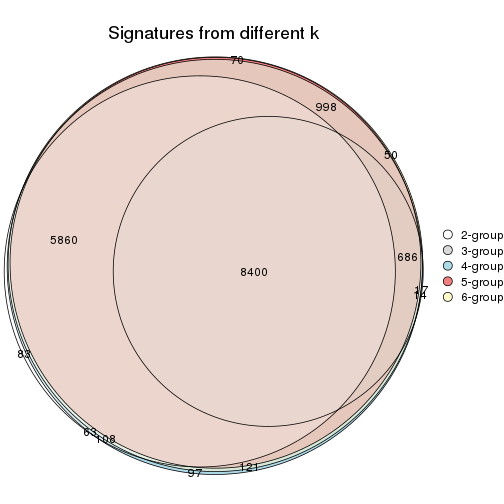 Signatures from different k
70
998
50
5860
686
8400
17
14
83
63
108
97
121
2-group
3-group
4-group
5-group
6-group